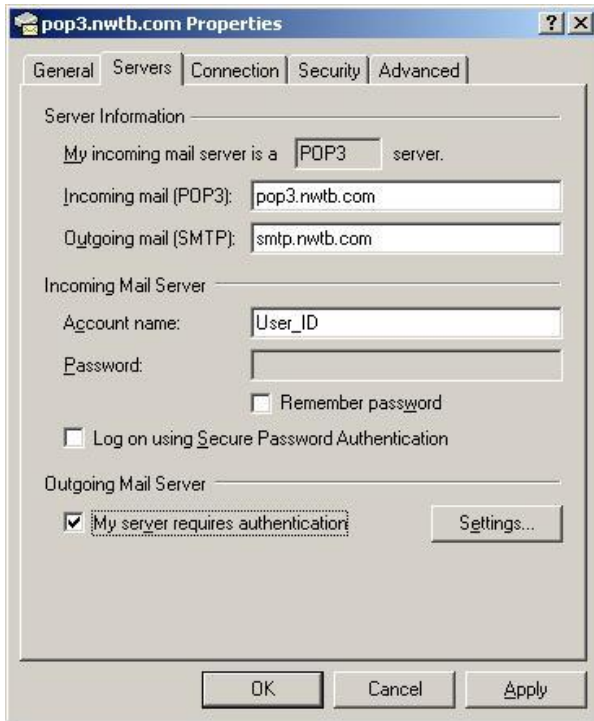 pop3.nwtb.com Properties
General Servers Connection Security Advanced
Server Information
My incoming mail server is a POP3 server.
Incoming mail (POP3): pop3.nwtb.com
Outgoing mail (SMTP): smtp.nwtb.com
Incoming Mail Server
Account name: User_ID
Password:
Remember password
Log on using Secure Password Authentication
Outgoing Mail Server
My server requires authentication Settings...
OK Cancel Apply